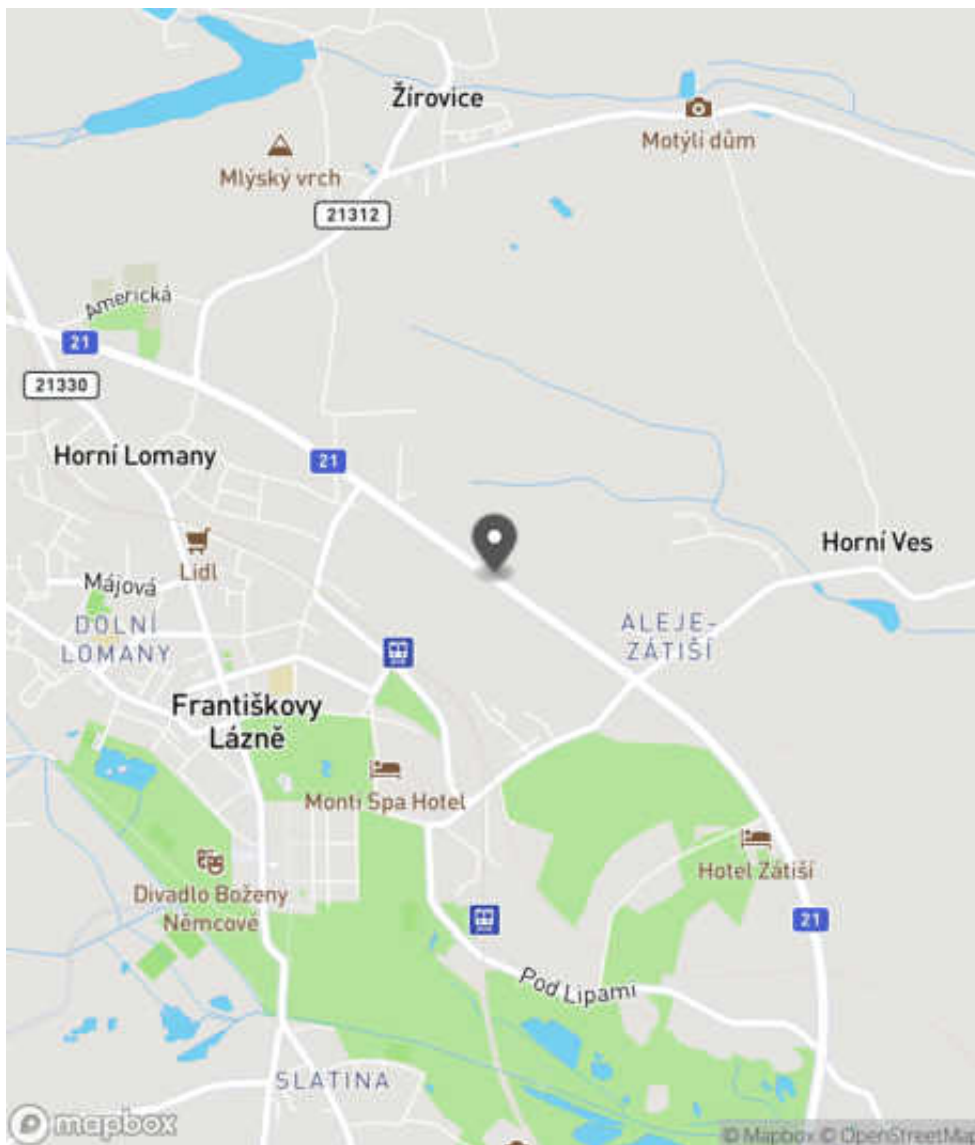 Žírovice
Motýlí dům
Mlýský vrch
21312
Americká
21
21330
Horní Lomany
21
Lidl
Horní Ves
Májová
DOLNÍ
LOMANY
ALEJE-
ZÁTIŠÍ
Františkovy
Lázně
Monti Spa Hotel
Hotel Zátiší
Divadlo Boženy
Němcové
21
Pod Lipami
SLATINA
mapbox
© Mapbox © OpenStreetMa